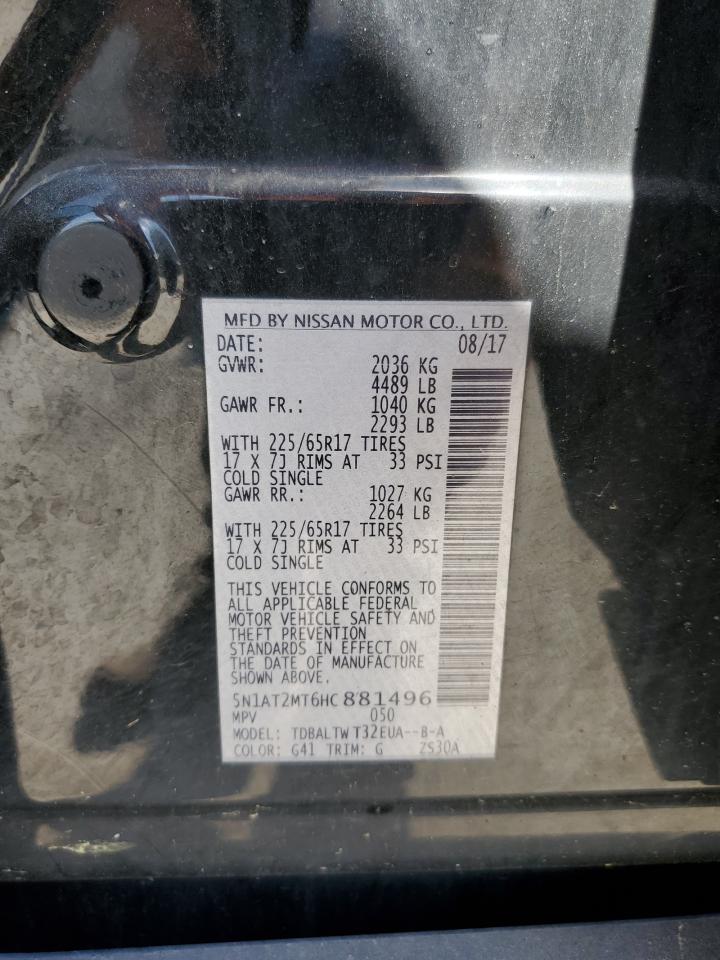 MFD BY NISSAN MOTOR CO., LTD.
DATE: 08/17
GVWR: 2036 KG
4489 LB
GAWR FR.: 1040 KG
2293 LB
WITH 225/65R17 TIRES
17 X 7J RIMS AT 33 PSI
COLD SINGLE
GAWR RR.: 1027 KG
2264 LB
WITH 225/65R17 TIRES
17 X 7J RIMS AT 33 PSI
COLD SINGLE
THIS VEHICLE CONFORMS TO
ALL APPLICABLE FEDERAL
MOTOR VEHICLE SAFETY AND
THEFT PREVENTION
STANDARDS IN EFFECT ON
THE DATE OF MANUFACTURE
SHOWN ABOVE.
5N1AT2MT6HC881496
MPV 050
MODEL: TDBALTW T32EUA--B-A
COLOR: G41 TRIM: G ZS30A